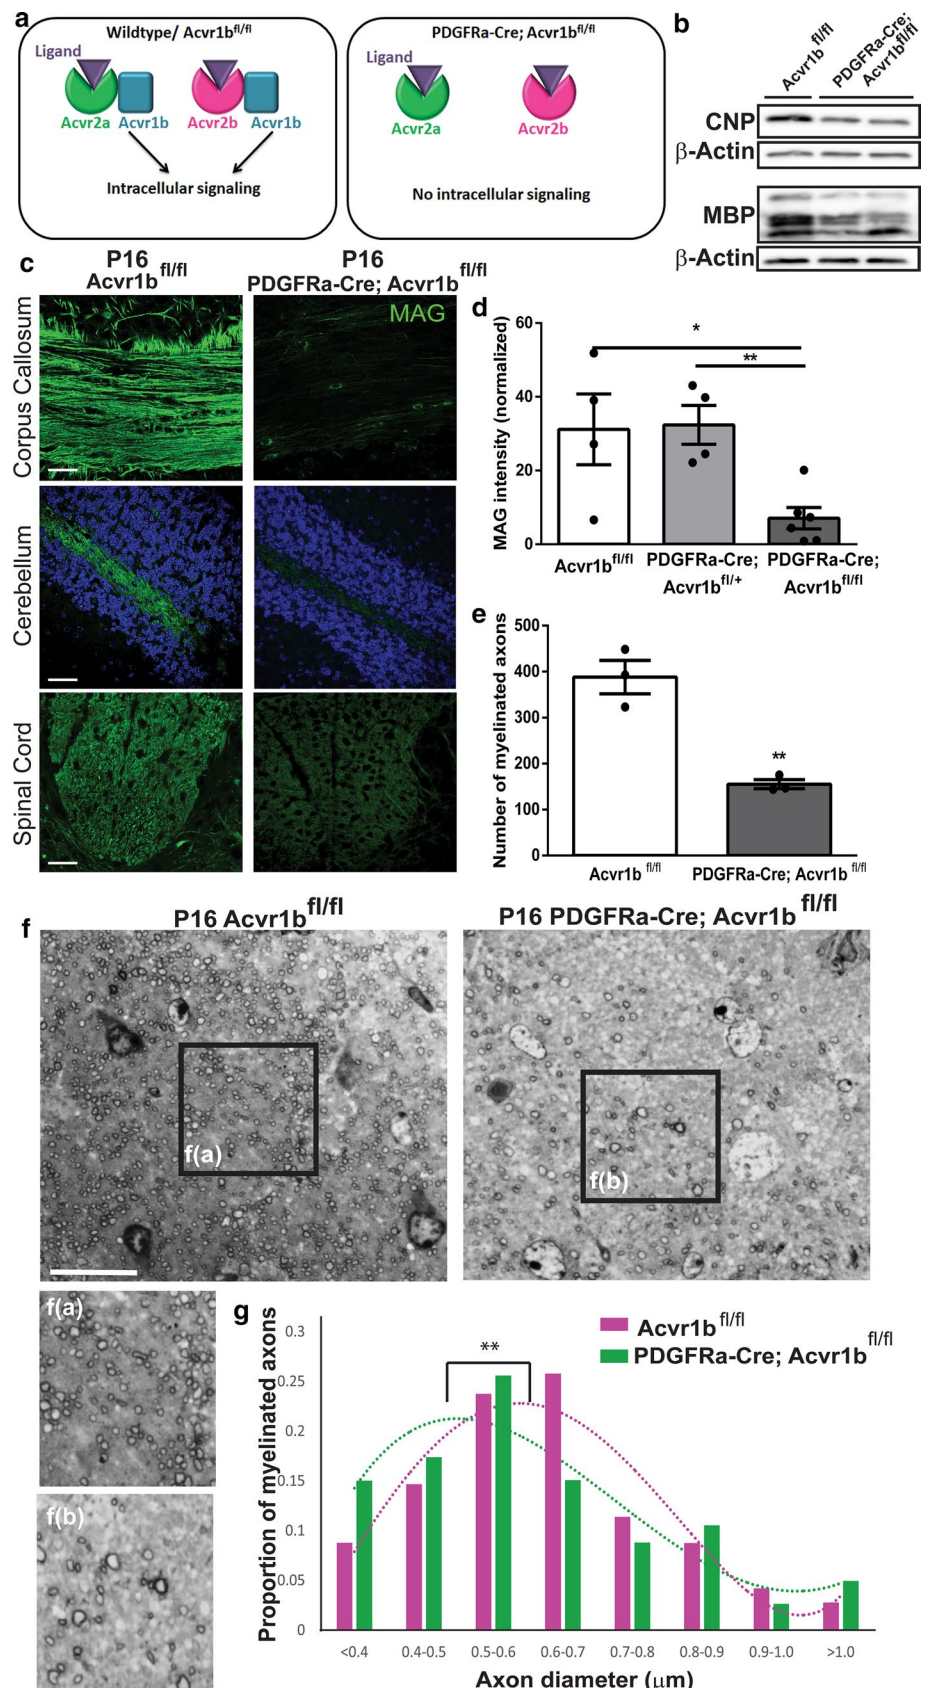 a
Wildtype/ Acvr1b fl/fl
Ligand
Acvr2a Acvr1b Acvr2b Acvr1b
Intracellular signaling
PDGFRa-Cre; Acvr1b fl/fl
Ligand
Acvr2a Acvr2b
No intracellular signaling
b
Acvr1b fl/fl
PDGFRa-Cre;
Acvr1b fl/fl
CNP
β-Actin
MBP
β-Actin
c
P16
Acvr1b fl/fl
P16
PDGFRa-Cre; Acvr1b fl/fl
MAG
Corpus Callosum
Cerebellum
Spinal Cord
d
MAG intensity (normalized)
60
40
20
0
*
**
Acvr1b fl/fl
PDGFRa-Cre;
Acvr1b fl/+
PDGFRa-Cre;
Acvr1b fl/fl
e
Number of myelinated axons
500
400
300
200
100
0
**
Acvr1b fl/fl
PDGFRa-Cre; Acvr1b fl/fl
f
P16 Acvr1b fl/fl
P16 PDGFRa-Cre; Acvr1b fl/fl
f(a)
f(b)
f(a)
f(b)
g
Proportion of myelinated axons
0.3
0.25
0.2
0.15
0.1
0.05
0
**
Acvr1b fl/fl
PDGFRa-Cre; Acvr1b fl/fl
<0.4 0.4-0.5 0.5-0.6 0.6-0.7 0.7-0.8 0.8-0.9 0.9-1.0 >1.0
Axon diameter (μm)